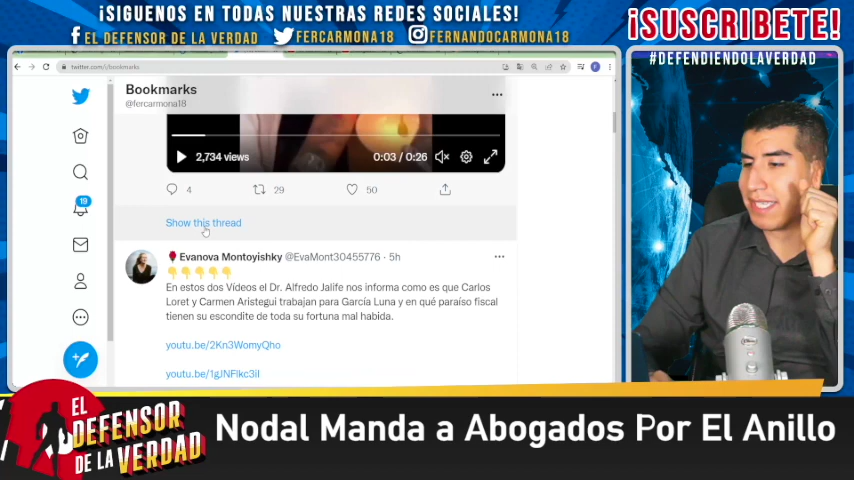 ¡SIGUENOS EN TODAS NUESTRAS REDES SOCIALES!
EL DEFENSOR DE LA VERDAD FERCARMONA18 FERNANDOCARMONA18
¡SUSCRIBETE!
#DEFENDIENDOLAVERDAD
twitter.com/i/bookmarks
F
Bookmarks
@fercarmona18
2,734 views
0:03 / 0:26
4 29 50
19
Show this thread
Evanova Montoyishky @EvaMont30455776 · 5h
En estos dos Vídeos el Dr. Alfredo Jalife nos informa como es que Carlos
Loret y Carmen Aristegui trabajan para García Luna y en qué paraíso fiscal
tienen su escondite de toda su fortuna mal habida.
youtu.be/2Kn3WomyQho
youtu.be/1gJNFlkc3iI
EL
DEFENSOR
DE LA VERDAD
Nodal Manda a Abogados Por El Anillo